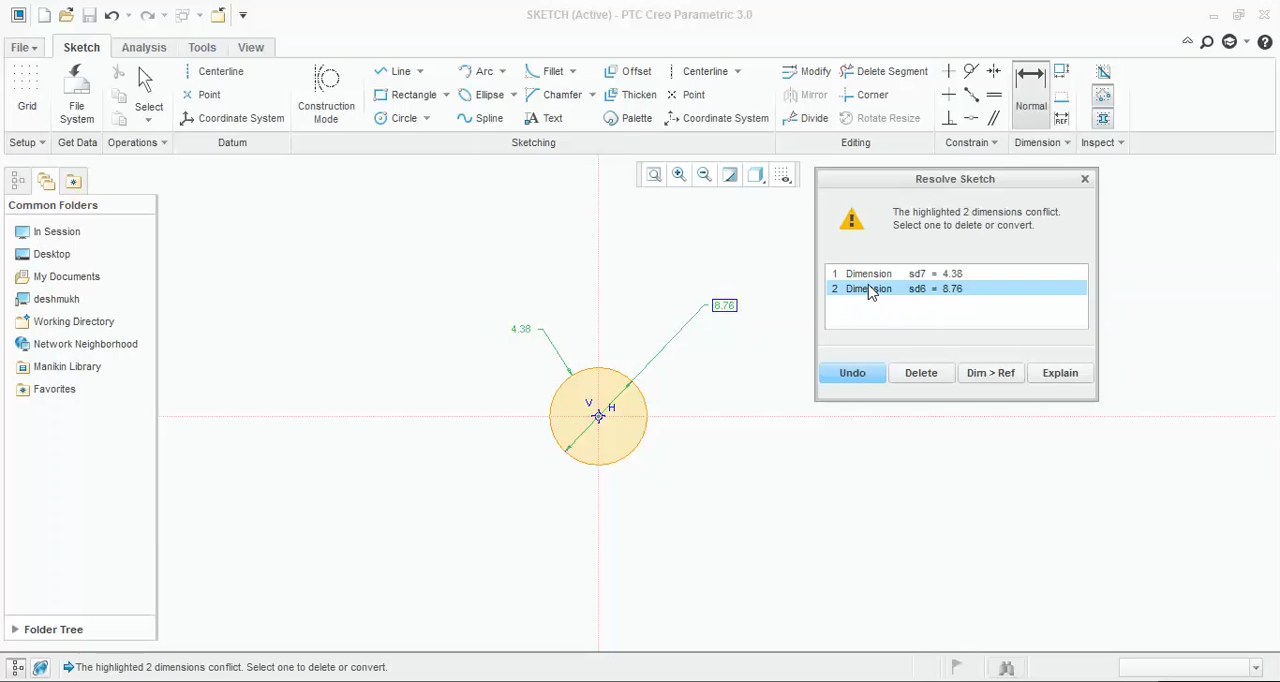 SKETCH (Active) - PTC Creo Parametric 3.0
File Sketch Analysis Tools View
Grid
File System
Select
Centerline
Point
Coordinate System
Construction Mode
Line Arc Fillet Offset Centerline
Rectangle Ellipse Chamfer Thicken Point
Circle Spline Text Palette Coordinate System
Modify Delete Segment
Mirror Corner
Divide Rotate Resize
Normal
REF
Setup Get Data Operations Datum Sketching Editing Constrain Dimension Inspect
Common Folders
In Session
Desktop
My Documents
deshmukh
Working Directory
Network Neighborhood
Manikin Library
Favorites
Folder Tree
4.38
8.76
V
H
Resolve Sketch
The highlighted 2 dimensions conflict.
Select one to delete or convert.
1 Dimension sd7 = 4.38
2 Dimension sd6 = 8.76
Undo Delete Dim > Ref Explain
The highlighted 2 dimensions conflict. Select one to delete or convert.